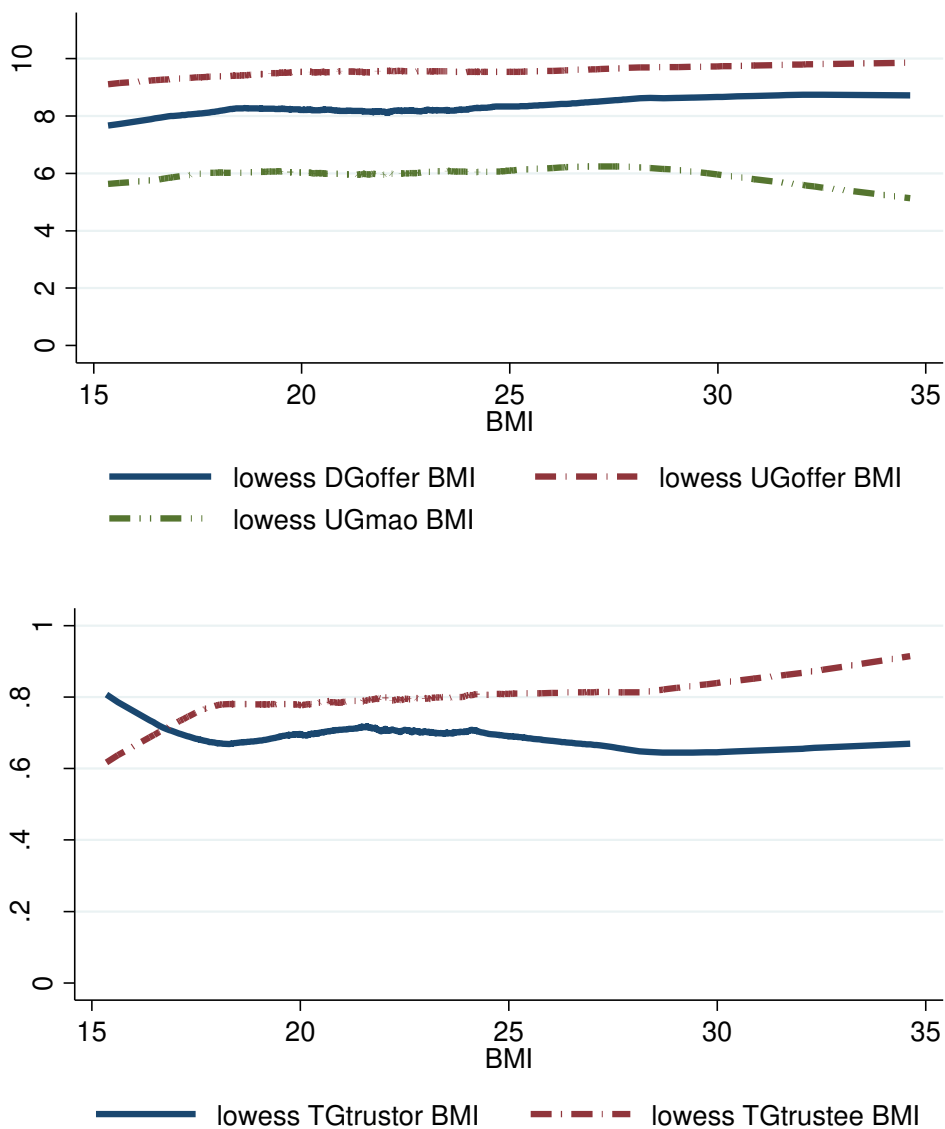 10
8
6
4
2
0
15 20 25 30 35
BMI
lowess DGoffer BMI lowess UGoffer BMI
lowess UGmao BMI
1
.8
.6
.4
.2
0
15 20 25 30 35
BMI
lowess TGtrustor BMI lowess TGtrustee BMI